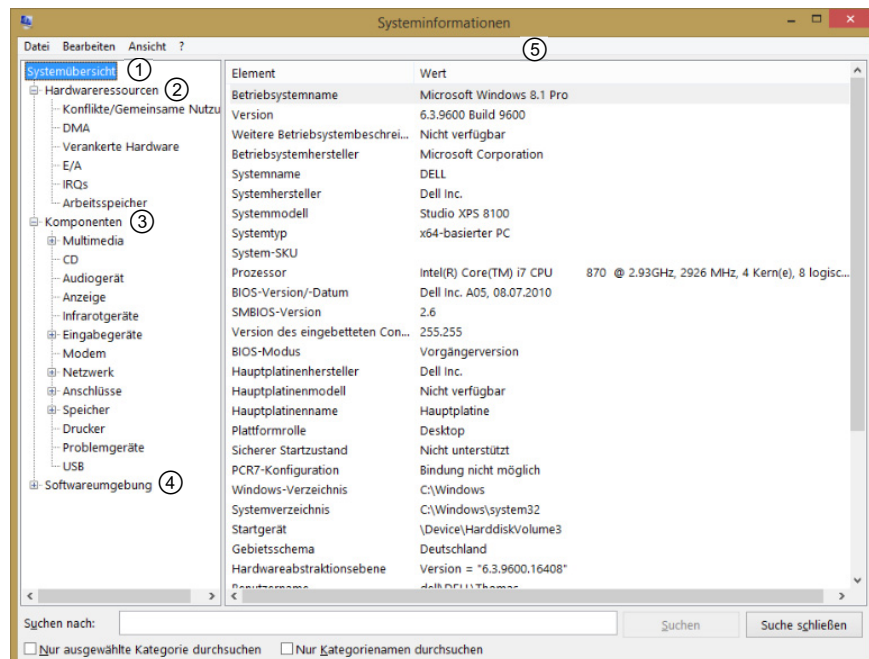 Systeminformationen
Datei Bearbeiten Ansicht ?
5
Systemübersicht 1
Hardwareressourcen 2
Konflikte/Gemeinsame Nutzu
DMA
Verankerte Hardware
E/A
IRQs
Arbeitsspeicher
Komponenten 3
Multimedia
CD
Audiogerät
Anzeige
Infrarotgeräte
Eingabegeräte
Modem
Netzwerk
Anschlüsse
Speicher
Drucker
Problemgeräte
USB
Softwareumgebung 4
Element Wert
Betriebsystemname Microsoft Windows 8.1 Pro
Version 6.3.9600 Build 9600
Weitere Betriebsystembeschrei... Nicht verfügbar
Betriebsystemhersteller Microsoft Corporation
Systemname DELL
Systemhersteller Dell Inc.
Systemmodell Studio XPS 8100
Systemtyp x64-basierter PC
System-SKU
Prozessor Intel(R) Core(TM) i7 CPU 870 @ 2.93GHz, 2926 MHz, 4 Kern(e), 8 logisc...
BIOS-Version/-Datum Dell Inc. A05, 08.07.2010
SMBIOS-Version 2.6
Version des eingebetteten Con... 255.255
BIOS-Modus Vorgängerversion
Hauptplatinenhersteller Dell Inc.
Hauptplatinenmodell Nicht verfügbar
Hauptplatinenname Hauptplatine
Plattformrolle Desktop
Sicherer Startzustand Nicht unterstützt
PCR7-Konfiguration Bindung nicht möglich
Windows-Verzeichnis C:\Windows
Systemverzeichnis C:\Windows\system32
Startgerät \Device\HarddiskVolume3
Gebietsschema Deutschland
Hardwareabstraktionsebene Version = "6.3.9600.16408"
Benutzername dell\DELL\Thomas
Suchen nach: Suchen Suche schließen
Nur ausgewählte Kategorie durchsuchen Nur Kategorienamen durchsuchen